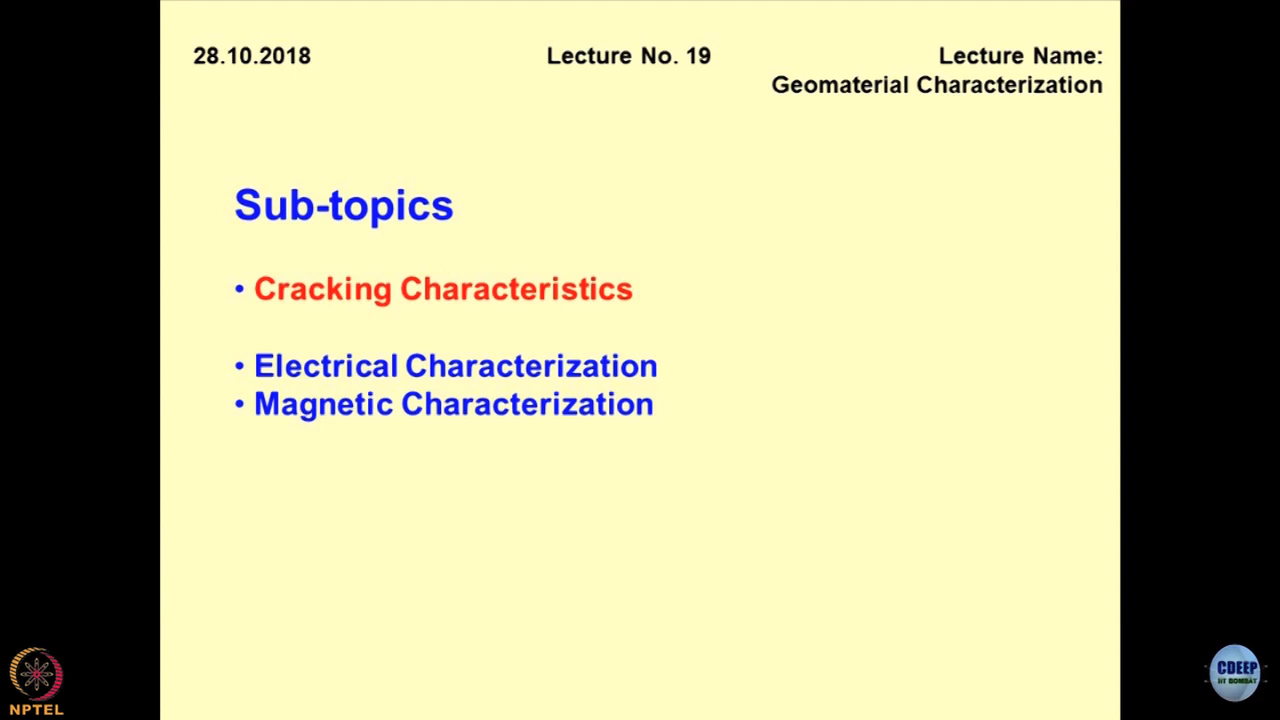 28.10.2018 Lecture No. 19 Lecture Name:
Geomaterial Characterization
Sub-topics
• Cracking Characteristics
• Electrical Characterization
• Magnetic Characterization
NPTEL
CDEEP
IIT BOMBAY